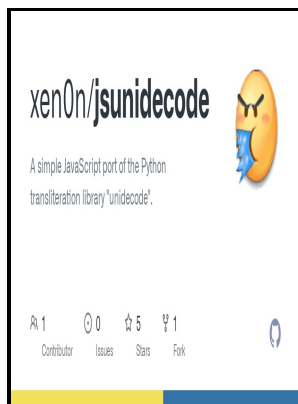 xen0n/jsunidecode
A simple JavaScript port of the Python
transliteration library "unidecode".
1 0 5 1
Contributor Issues Stars Fork